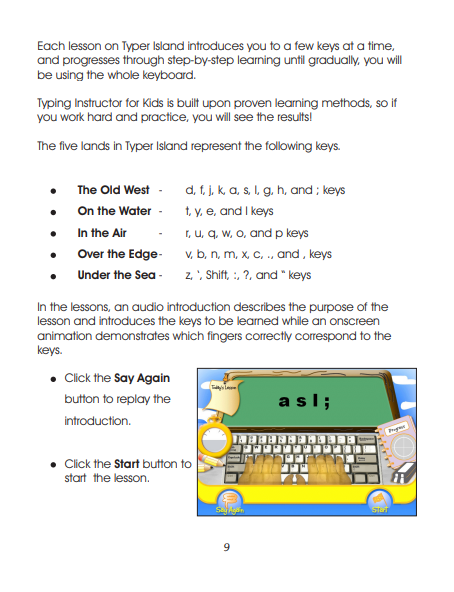 Each lesson on Typer Island introduces you to a few keys at a time,
and progresses through step-by-step learning until gradually, you will
be using the whole keyboard.
Typing Instructor for Kids is built upon proven learning methods, so if
you work hard and practice, you will see the results!
The five lands in Typer Island represent the following keys.
● The Old West - d, f, j, k, a, s, l, g, h, and ; keys
● On the Water - t, y, e, and I keys
● In the Air - r, u, q, w, o, and p keys
● Over the Edge- v, b, n, m, x, c, ., and , keys
● Under the Sea - z, ‘, Shift, :, ?, and “ keys
In the lessons, an audio introduction describes the purpose of the
lesson and introduces the keys to be learned while an onscreen
animation demonstrates which fingers correctly correspond to the
keys.
● Click the Say Again
button to replay the
introduction.
● Click the Start button to
start the lesson.
Today's Lesson
a s l ;
Progress
Say Again
Start
9